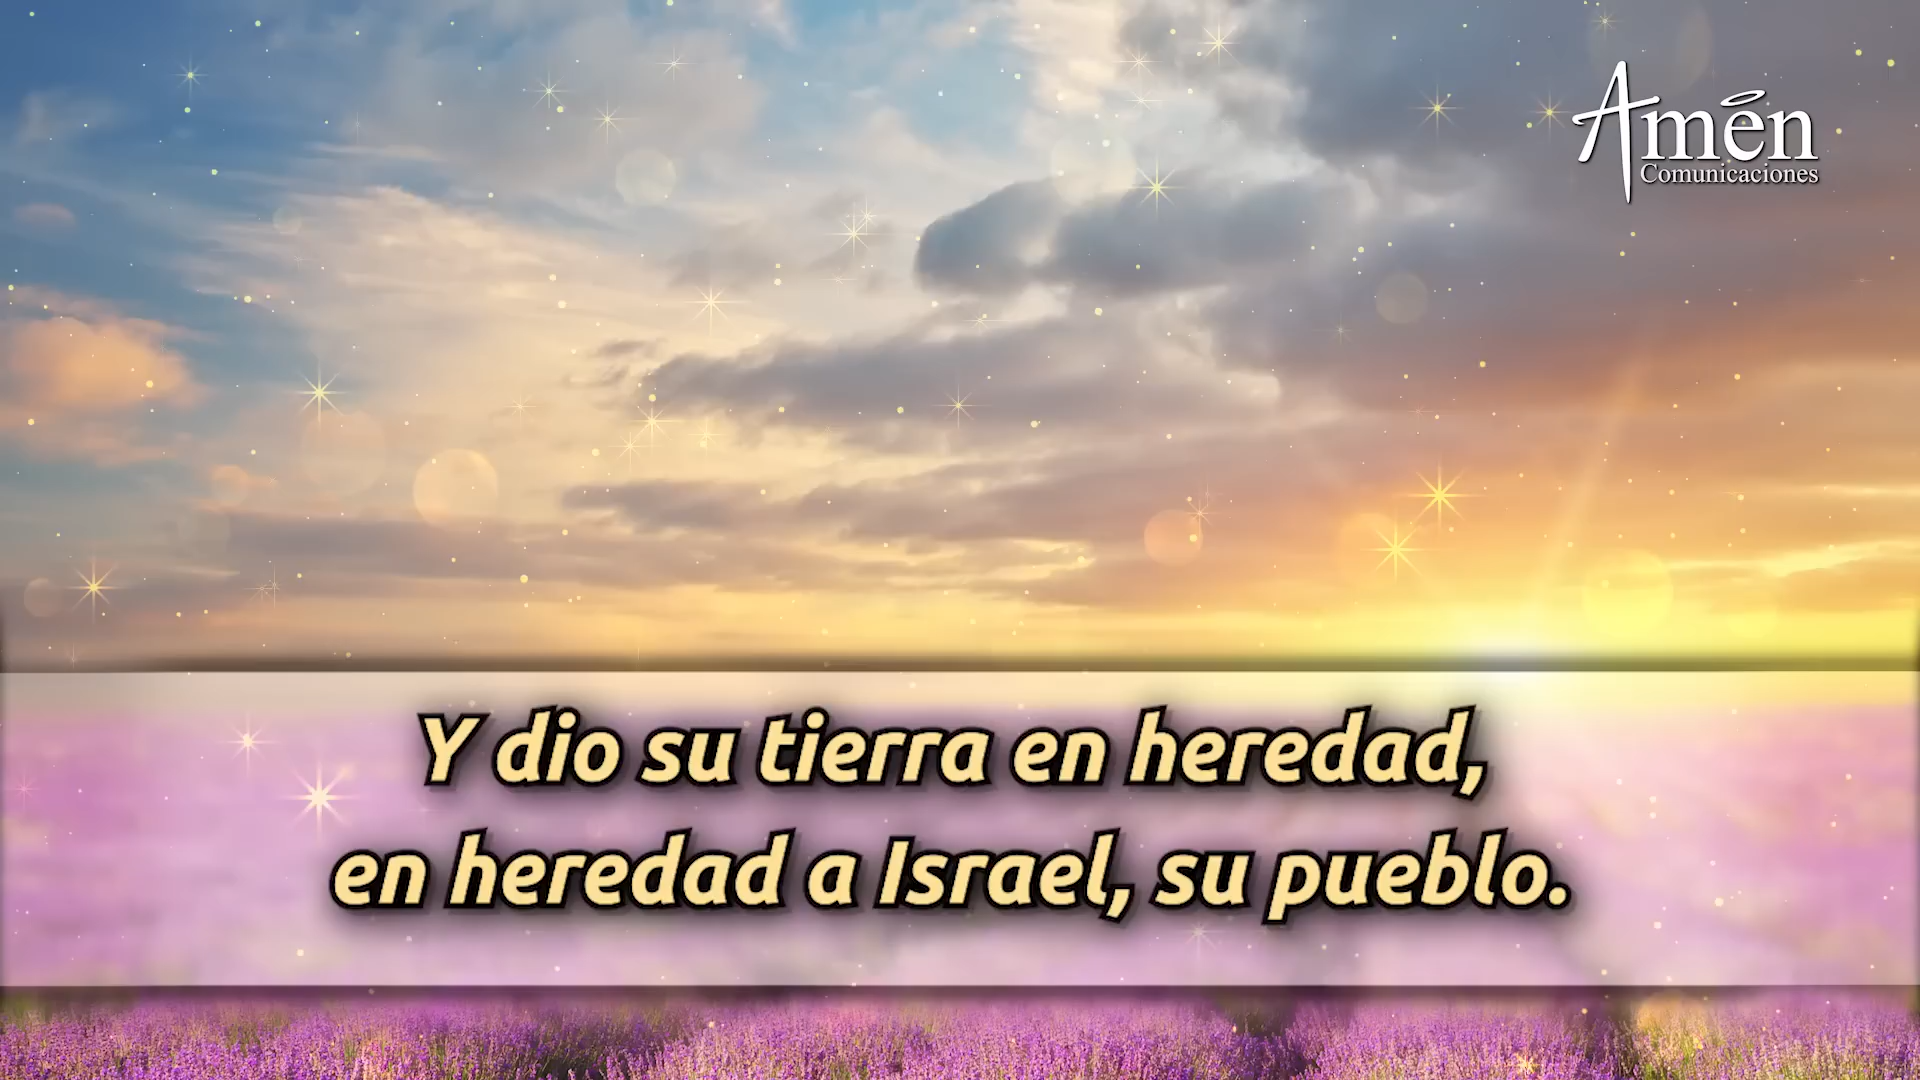 Amén
Comunicaciones
Y dio su tierra en heredad,
en heredad a Israel, su pueblo.